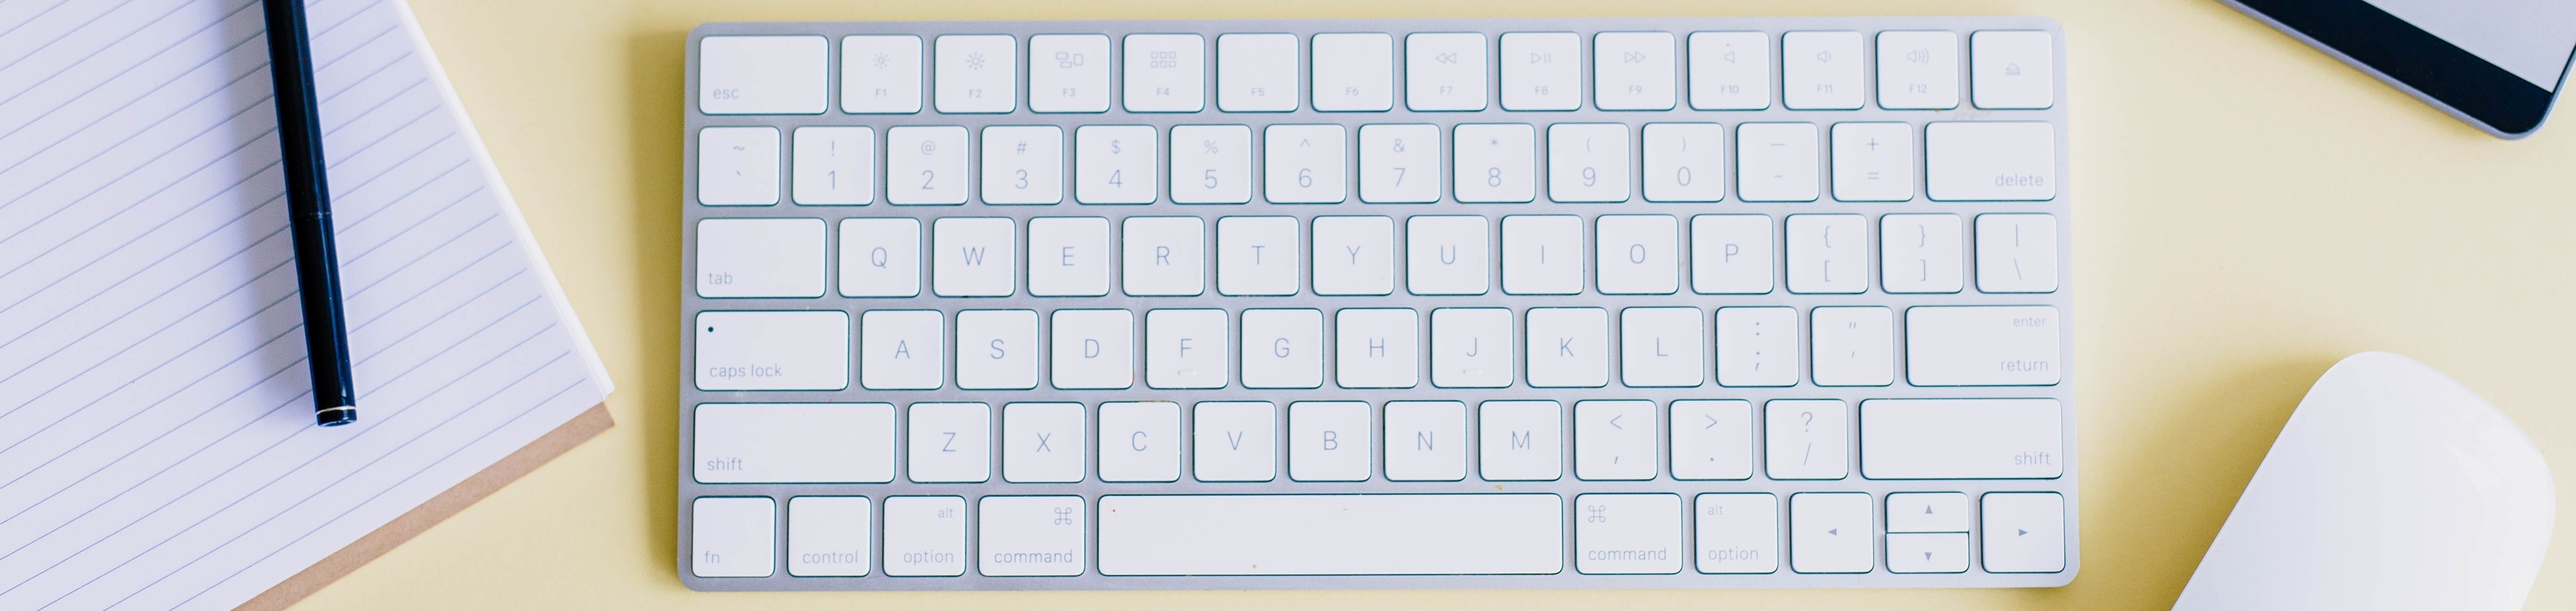 esc F1 F2 F3 F4 F5 F6 F7 F8 F9 F10 F11 F12
~ ! @ # $ % ^ & * ( ) — +
` 1 2 3 4 5 6 7 8 9 0 - = delete
tab Q W E R T Y U I O P { [ } ] | \
caps lock A S D F G H J K L : ; " ' enter return
shift Z X C V B N M < , > . ? / shift
fn control alt option ⌘ command ⌘ command alt option ◀ ▲ ▼ ▶